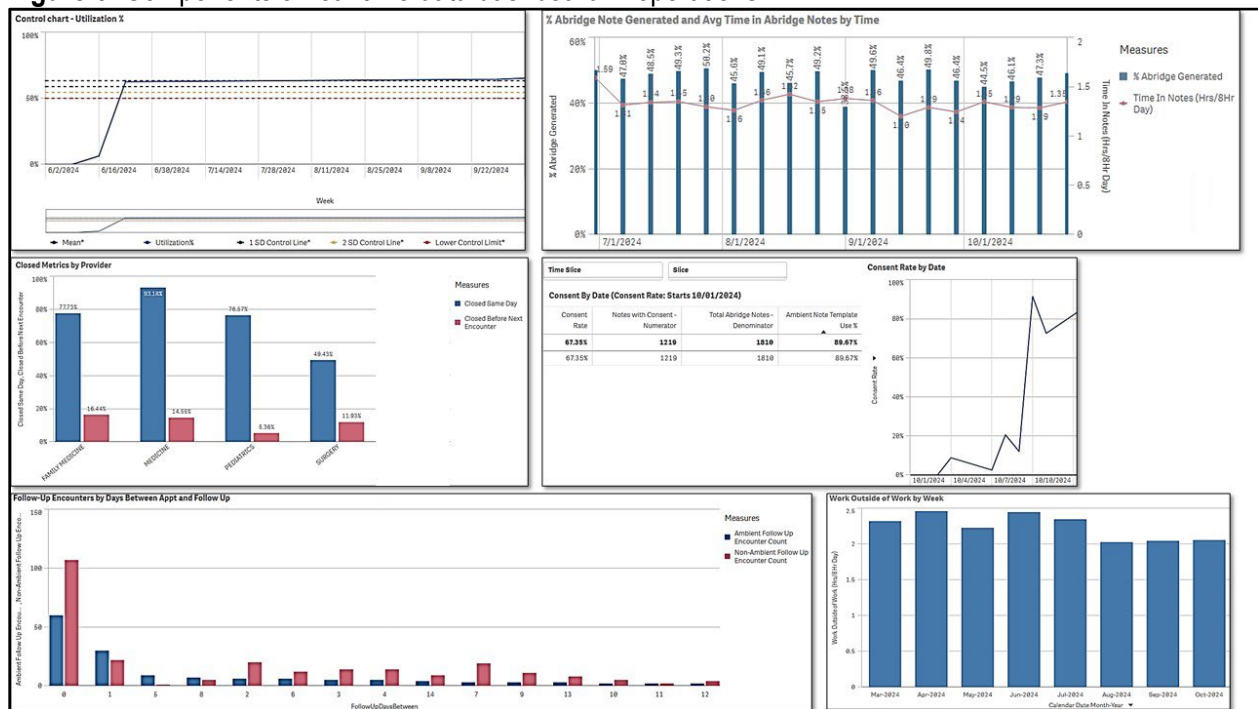 Control chart - Utilization %
100%
50%
0%
6/2/2024 6/16/2024 6/30/2024 7/14/2024 7/28/2024 8/11/2024 8/25/2024 9/8/2024 9/22/2024
Week
Mean* Utilization% 1 SD Control Line* 2 SD Control Line* Lower Control Limit*
% Abridge Note Generated and Avg Time in Abridge Notes by Time
60%
40%
20%
0%
% Abridge Generated
47.8% 48.5% 49.3% 50.2% 45.6% 49.1% 45.7% 49.2% 49.6% 46.4% 49.8% 46.4% 44.5% 46.1% 47.3%
1.59
7/1/2024 8/1/2024 9/1/2024 10/1/2024
2
1.5
1
0.5
0
Time In Notes (Hrs/8Hr Day)
Measures
% Abridge Generated
Time In Notes (Hrs/8Hr Day)
Closed Metrics by Provider
Closed Same Day, Closed Before Next Encounter
100%
80%
60%
40%
20%
0%
77.73% 93.18% 76.57% 49.43%
16.44% 14.55% 11.93%
FAMILY MEDICINE MEDICINE PEDIATRICS SURGERY
Measures
Closed Same Day
Closed Before Next Encounter
Time Slice Slice
Consent By Date (Consent Rate: Starts 10/01/2024)
Consent Rate Notes with Consent - Numerator Total Abridge Notes - Denominator Ambient Note Template Use %
67.35% 1219 1810 89.67%
67.35% 1219 1810 89.67%
Consent Rate by Date
Consent Rate
80%
60%
40%
20%
0%
10/1/2024 10/4/2024 10/7/2024 10/10/2024
Follow-Up Encounters by Days Between Appt and Follow Up
Ambient Follow Up Encou... , Non-Ambient Follow Up Enco...
150
100
50
0
0 1 5 8 2 6 3 4 14 7 9 13 10 11 12
FollowUpDaysBetween
Measures
Ambient Follow Up Encounter Count
Non-Ambient Follow Up Encounter Count
Work Outside of Work by Week
Work Outside of Work (Hrs/8Hr Day)
2.5
2
1.5
1
0.5
0
Mar-2024 Apr-2024 May-2024 Jun-2024 Jul-2024 Aug-2024 Sep-2024 Oct-2024
Calendar Date Month-Year